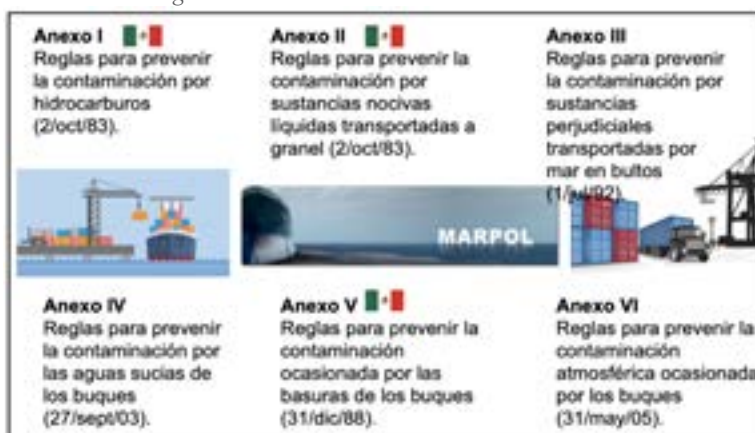 Anexo I
Reglas para prevenir
la contaminación por
hidrocarburos
(2/oct/83).
Anexo II
Reglas para prevenir la
contaminación por
sustancias nocivas
líquidas transportadas a
granel (2/oct/83).
Anexo III
Reglas para prevenir
la contaminación por
sustancias
perjudiciales
transportadas por
mar en bultos
(1/jul/92).
MARPOL
Anexo IV
Reglas para prevenir
la contaminación por
las aguas sucias de
los buques
(27/sept/03).
Anexo V
Reglas para prevenir la
contaminación
ocasionada por las
basuras de los buques
(31/dic/88).
Anexo VI
Reglas para prevenir la
contaminación
atmosférica ocasionada
por los buques
(31/may/05).